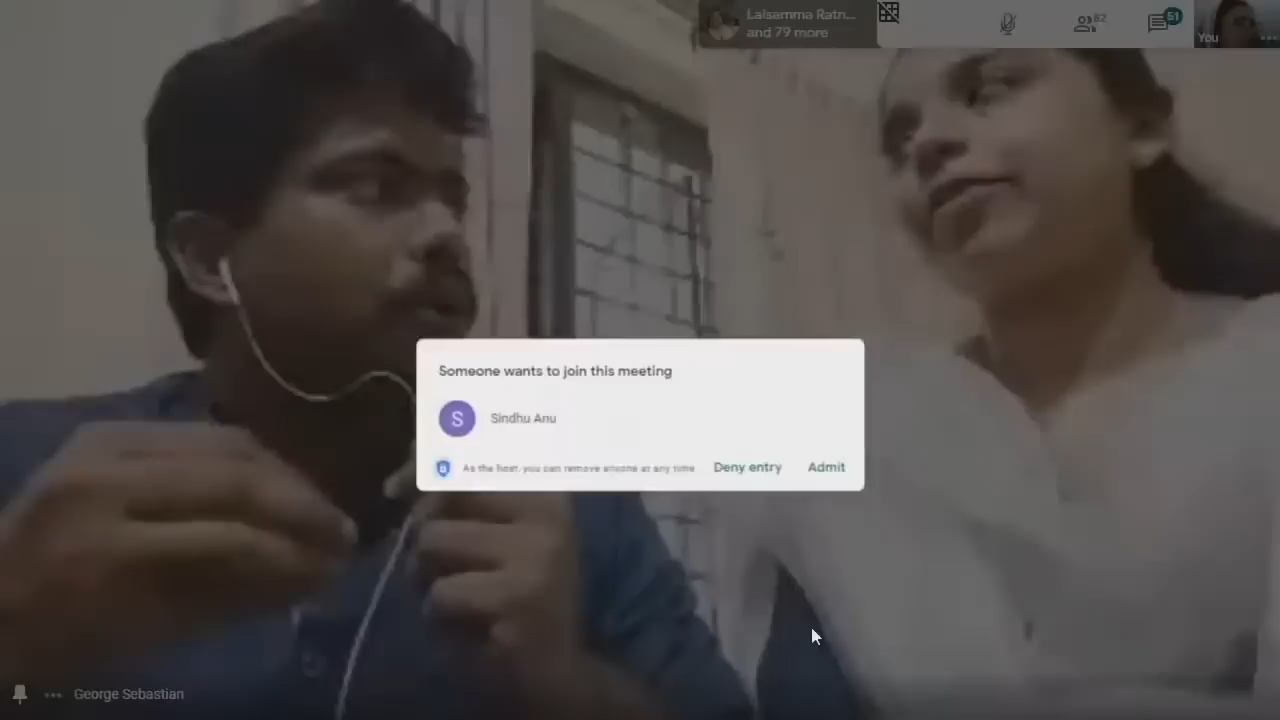 Lalsamma Ratn...
and 79 more
82
51
You
Someone wants to join this meeting
S
Sindhu Anu
As the host, you can remove anyone at any time
Deny entry
Admit
George Sebastian